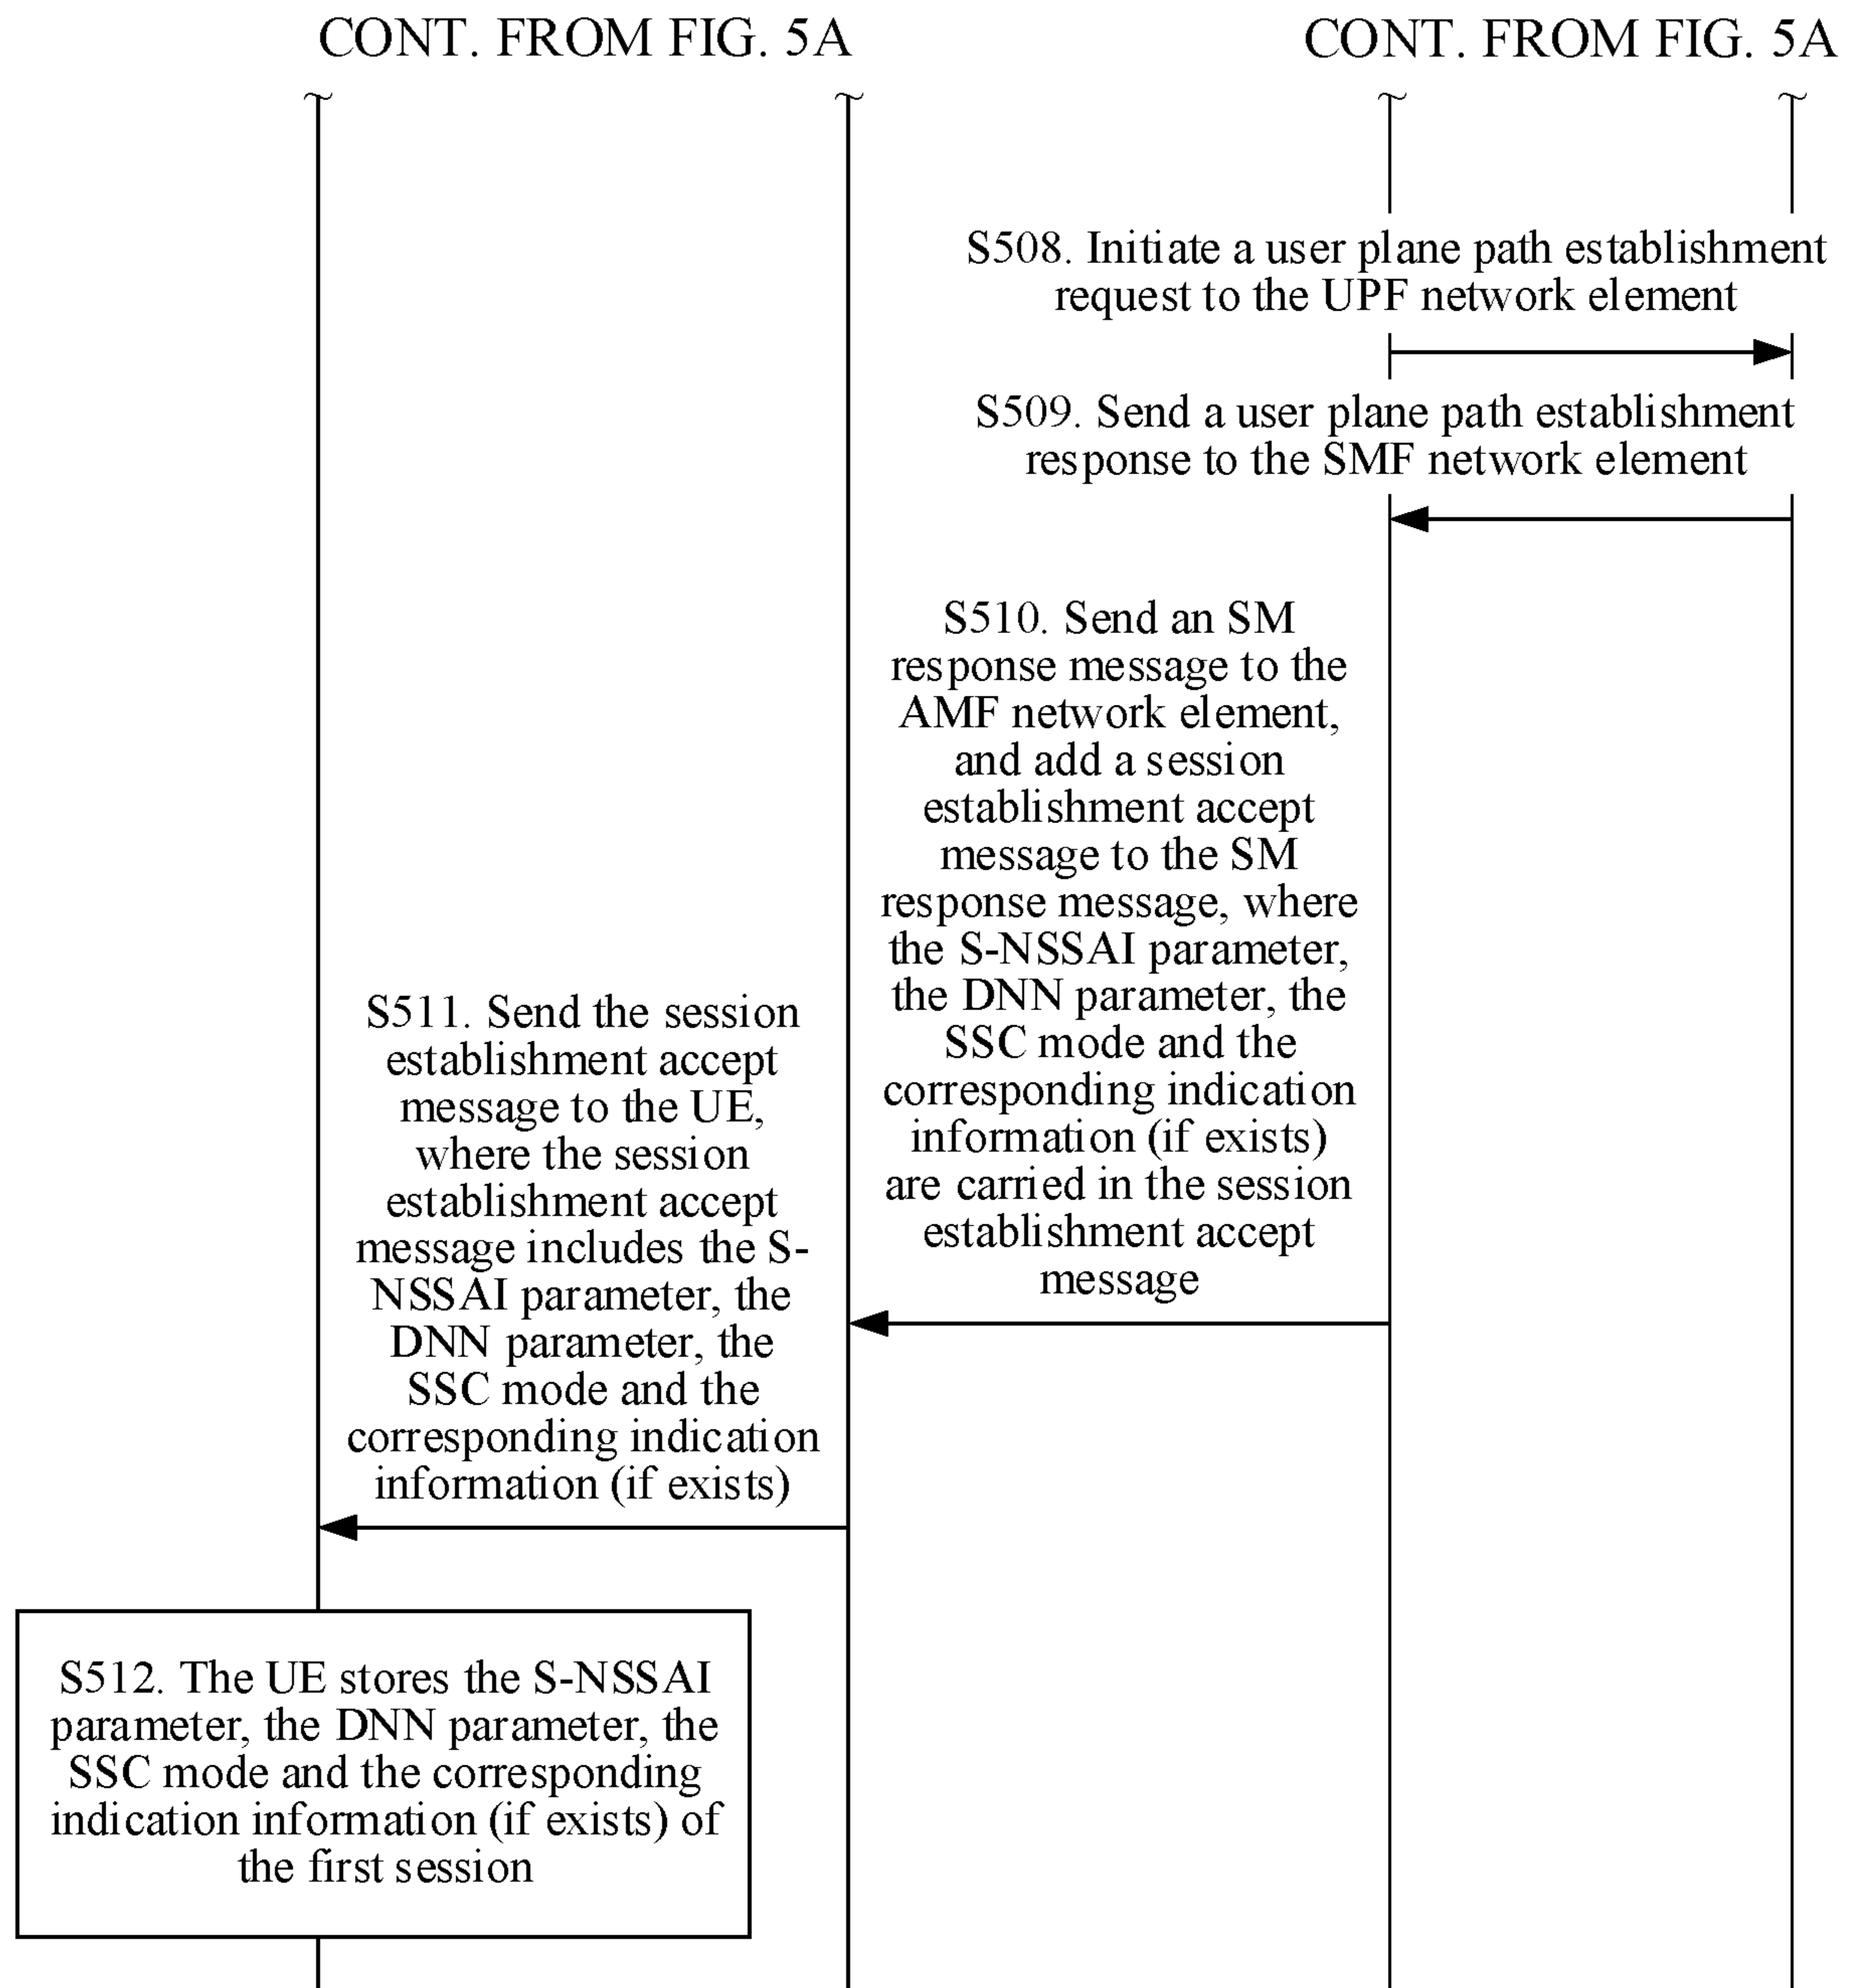 CONT. FROM FIG. 5A
CONT. FROM FIG. 5A
S508. Initiate a user plane path establishment
request to the UPF network element
S509. Send a user plane path establishment
response to the SMF network element
S510. Send an SM
response message to the
AMF network element,
and add a session
establishment accept
message to the SM
response message, where
the S-NSSAI parameter,
the DNN parameter, the
SSC mode and the
corresponding indication
information (if exists)
are carried in the session
establishment accept
message
S511. Send the session
establishment accept
message to the UE,
where the session
establishment accept
message includes the S-
NSSAI parameter, the
DNN parameter, the
SSC mode and the
corresponding indication
information (if exists)
S512. The UE stores the S-NSSAI
parameter, the DNN parameter, the
SSC mode and the corresponding
indication information (if exists) of
the first session